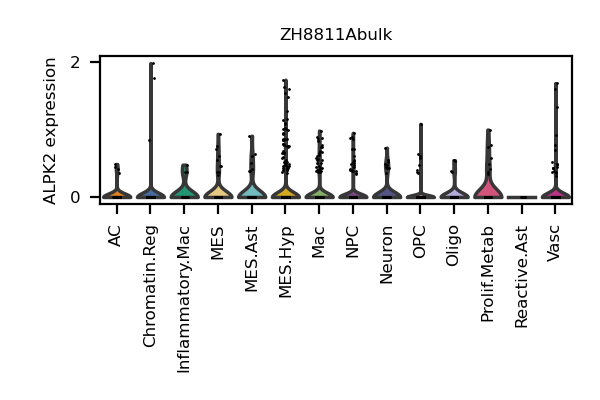 ZH8811Abulk
ALPK2 expression
2
0
AC
Chromatin.Reg
Inflammatory.Mac
MES
MES.Ast
MES.Hyp
Mac
NPC
Neuron
OPC
Oligo
Prolif.Metab
Reactive.Ast
Vasc